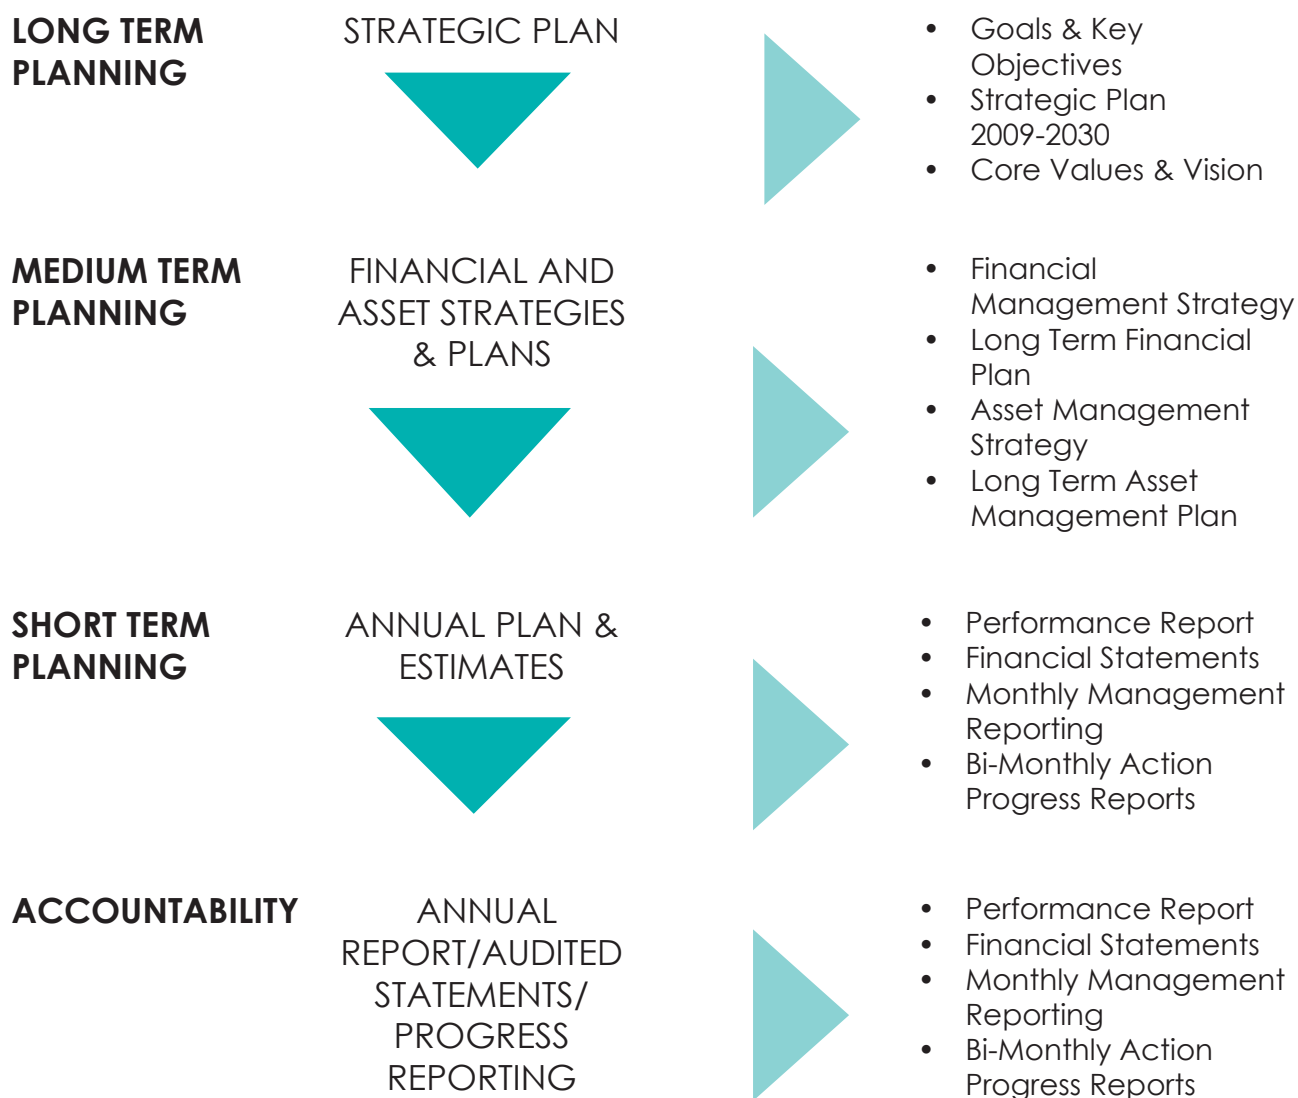 LONG TERM
PLANNING
STRATEGIC PLAN
• Goals & Key
Objectives
• Strategic Plan
2009-2030
• Core Values & Vision
MEDIUM TERM
PLANNING
FINANCIAL AND
ASSET STRATEGIES
& PLANS
• Financial
Management Strategy
• Long Term Financial
Plan
• Asset Management
Strategy
• Long Term Asset
Management Plan
SHORT TERM
PLANNING
ANNUAL PLAN &
ESTIMATES
• Performance Report
• Financial Statements
• Monthly Management
Reporting
• Bi-Monthly Action
Progress Reports
ACCOUNTABILITY
ANNUAL
REPORT/AUDITED
STATEMENTS/
PROGRESS
REPORTING
• Performance Report
• Financial Statements
• Monthly Management
Reporting
• Bi-Monthly Action
Progress Reports